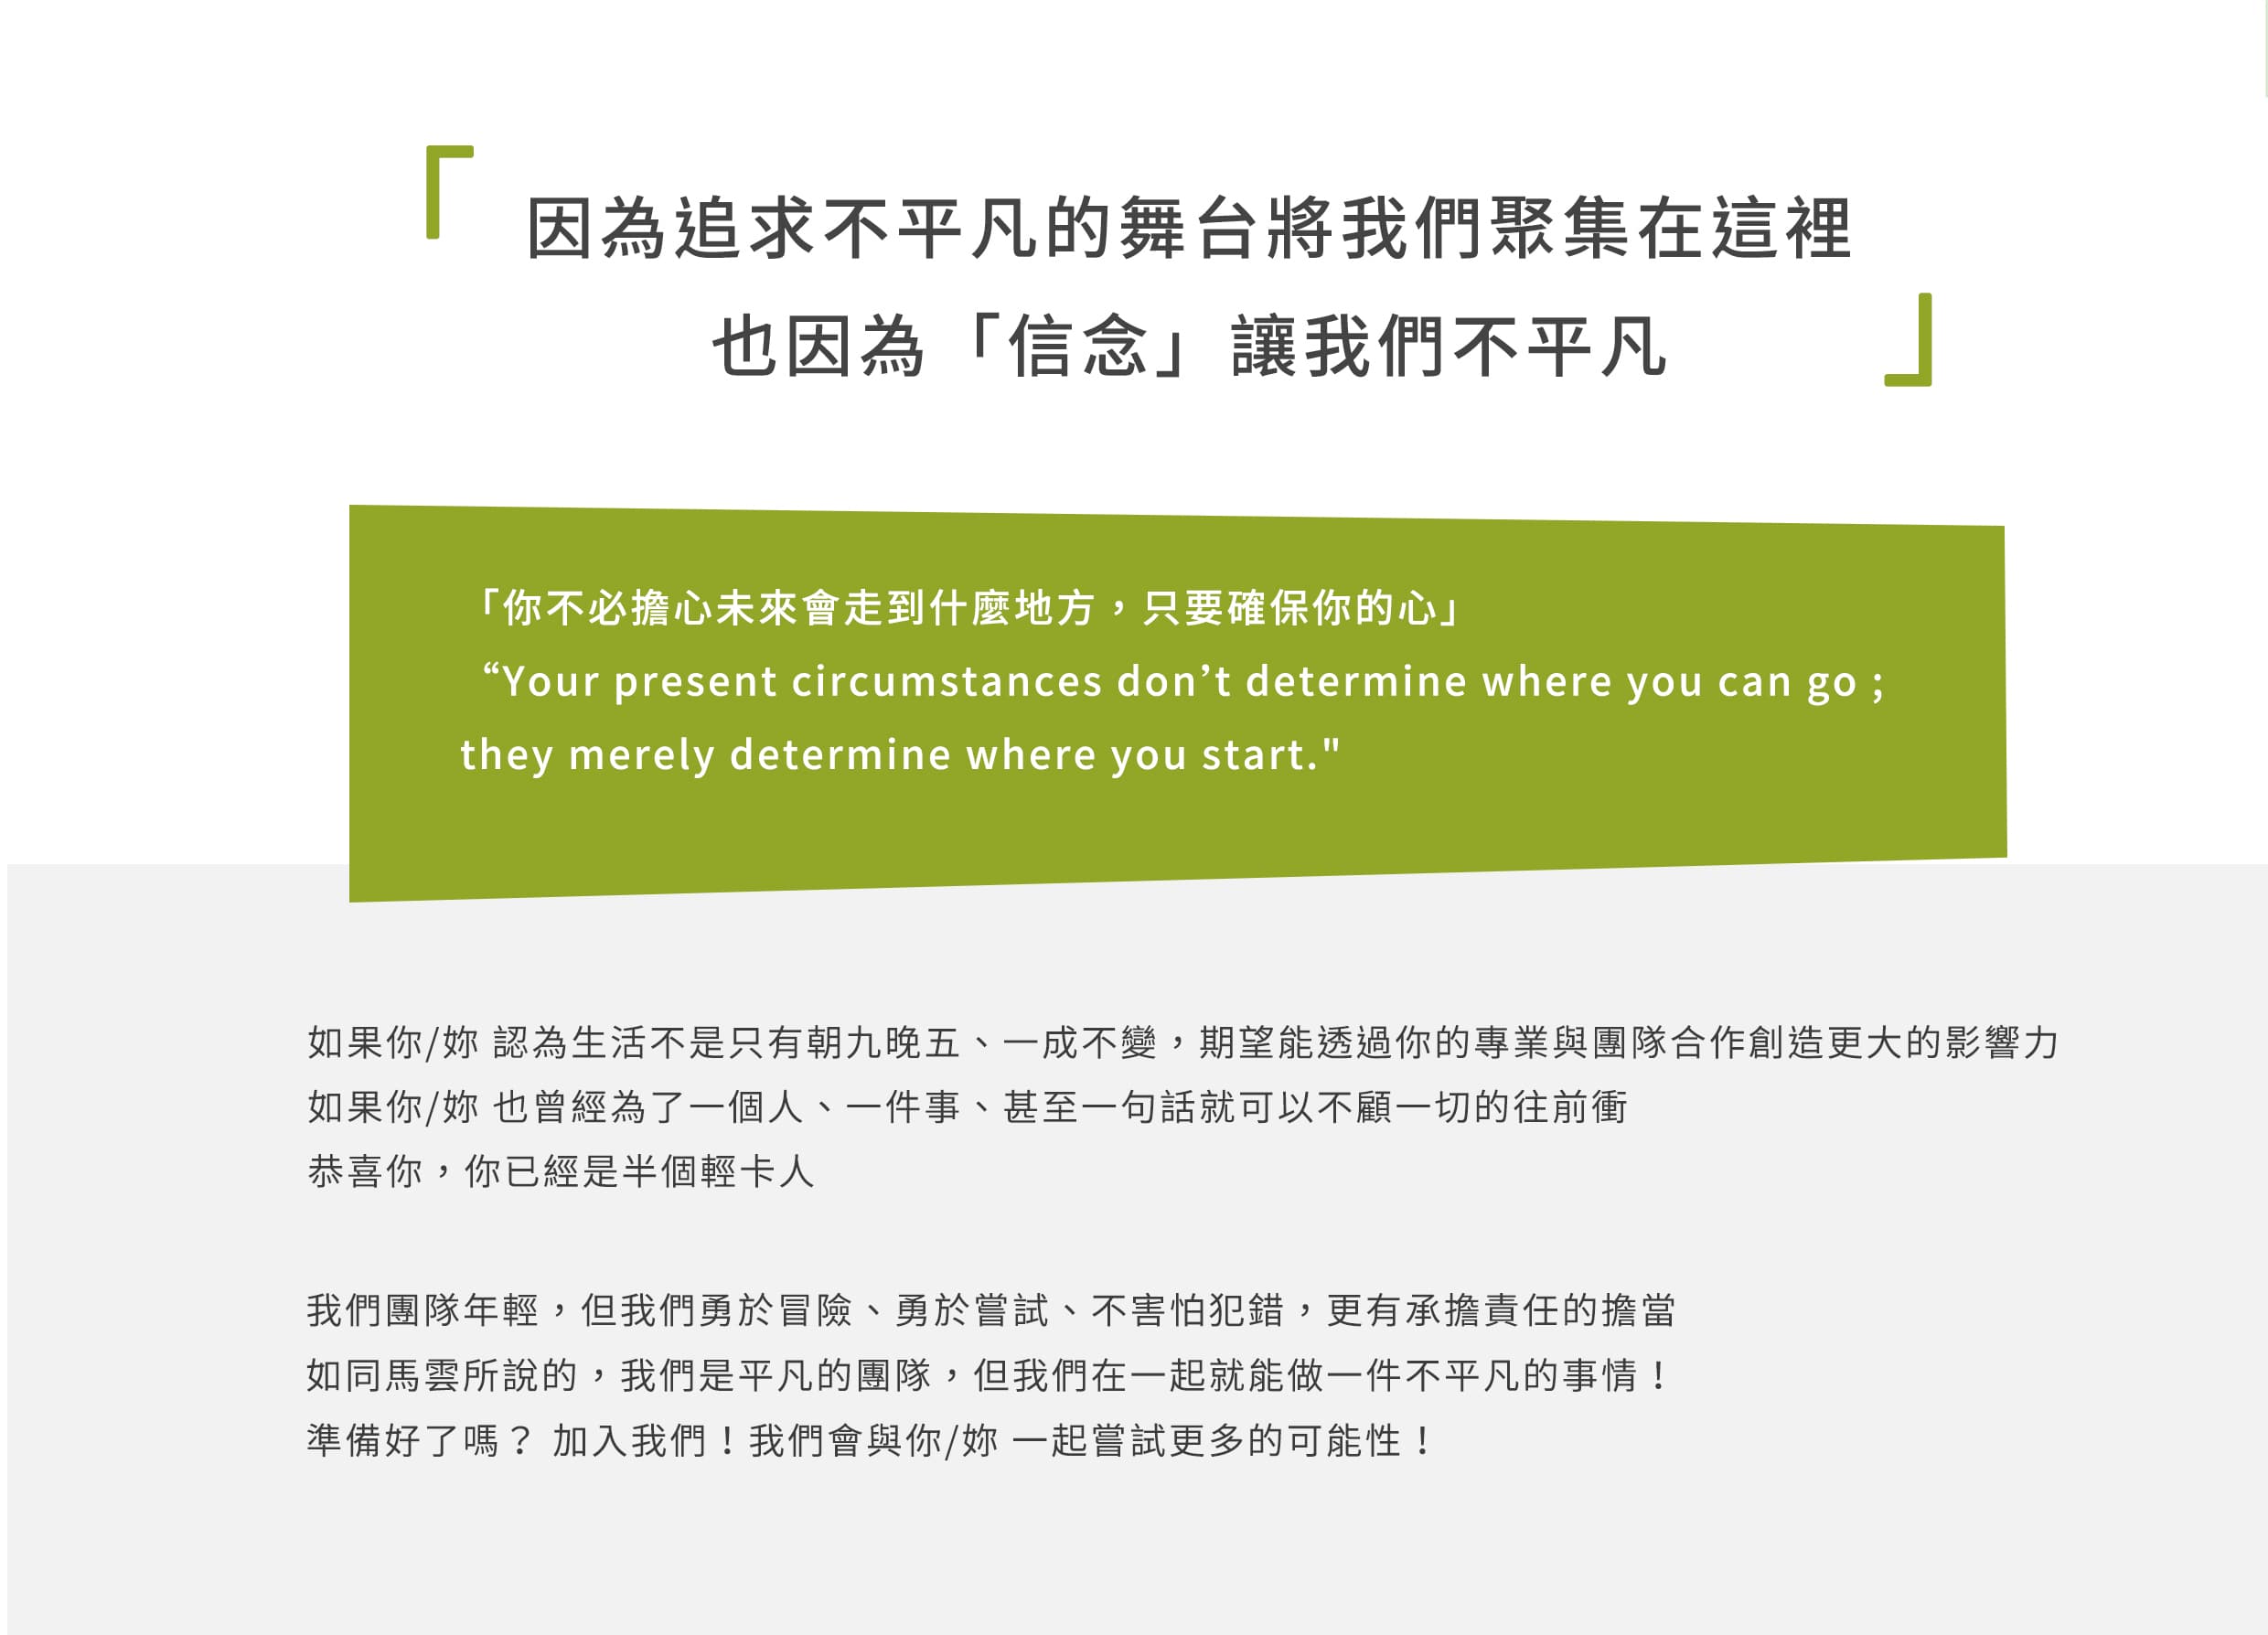 「因為追求不平凡的舞台將我們聚集在這裡
也因為「信念」讓我們不平凡」
「你不必擔心未來會走到什麼地方，只要確保你的心」
“Your present circumstances don’t determine where you can go ;
they merely determine where you start."
如果你/妳 認為生活不是只有朝九晚五、一成不變，期望能透過你的專業與團隊合作創造更大的影響力
如果你/妳 也曾經為了一個人、一件事、甚至一句話就可以不顧一切的往前衝
恭喜你，你已經是半個輕卡人
我們團隊年輕，但我們勇於冒險、勇於嘗試、不害怕犯錯，更有承擔責任的擔當
如同馬雲所說的，我們是平凡的團隊，但我們在一起就能做一件不平凡的事情！
準備好了嗎？ 加入我們！我們會與你/妳 一起嘗試更多的可能性！